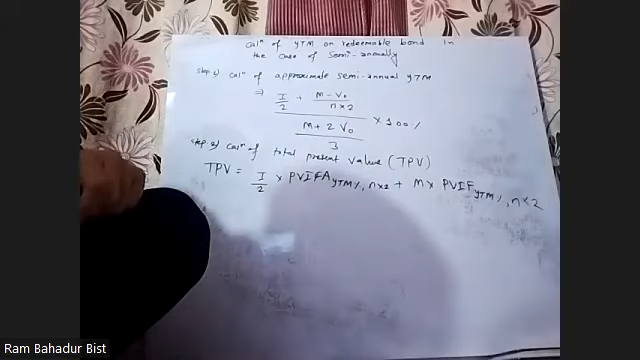 Calⁿ of YTM on redeemable bond in
the case of Semi-annually
Step 1) Calⁿ of approximate semi-annual YTM
⇒ I/2 + (M - V₀)/(n×2)
(M + 2V₀)/3 × 100%
Step 2) Calⁿ of total present value (TPV)
TPV = I/2 × PVIFA YTM%, n×2 + M × PVIF YTM%, n×2
Ram Bahadur Bist